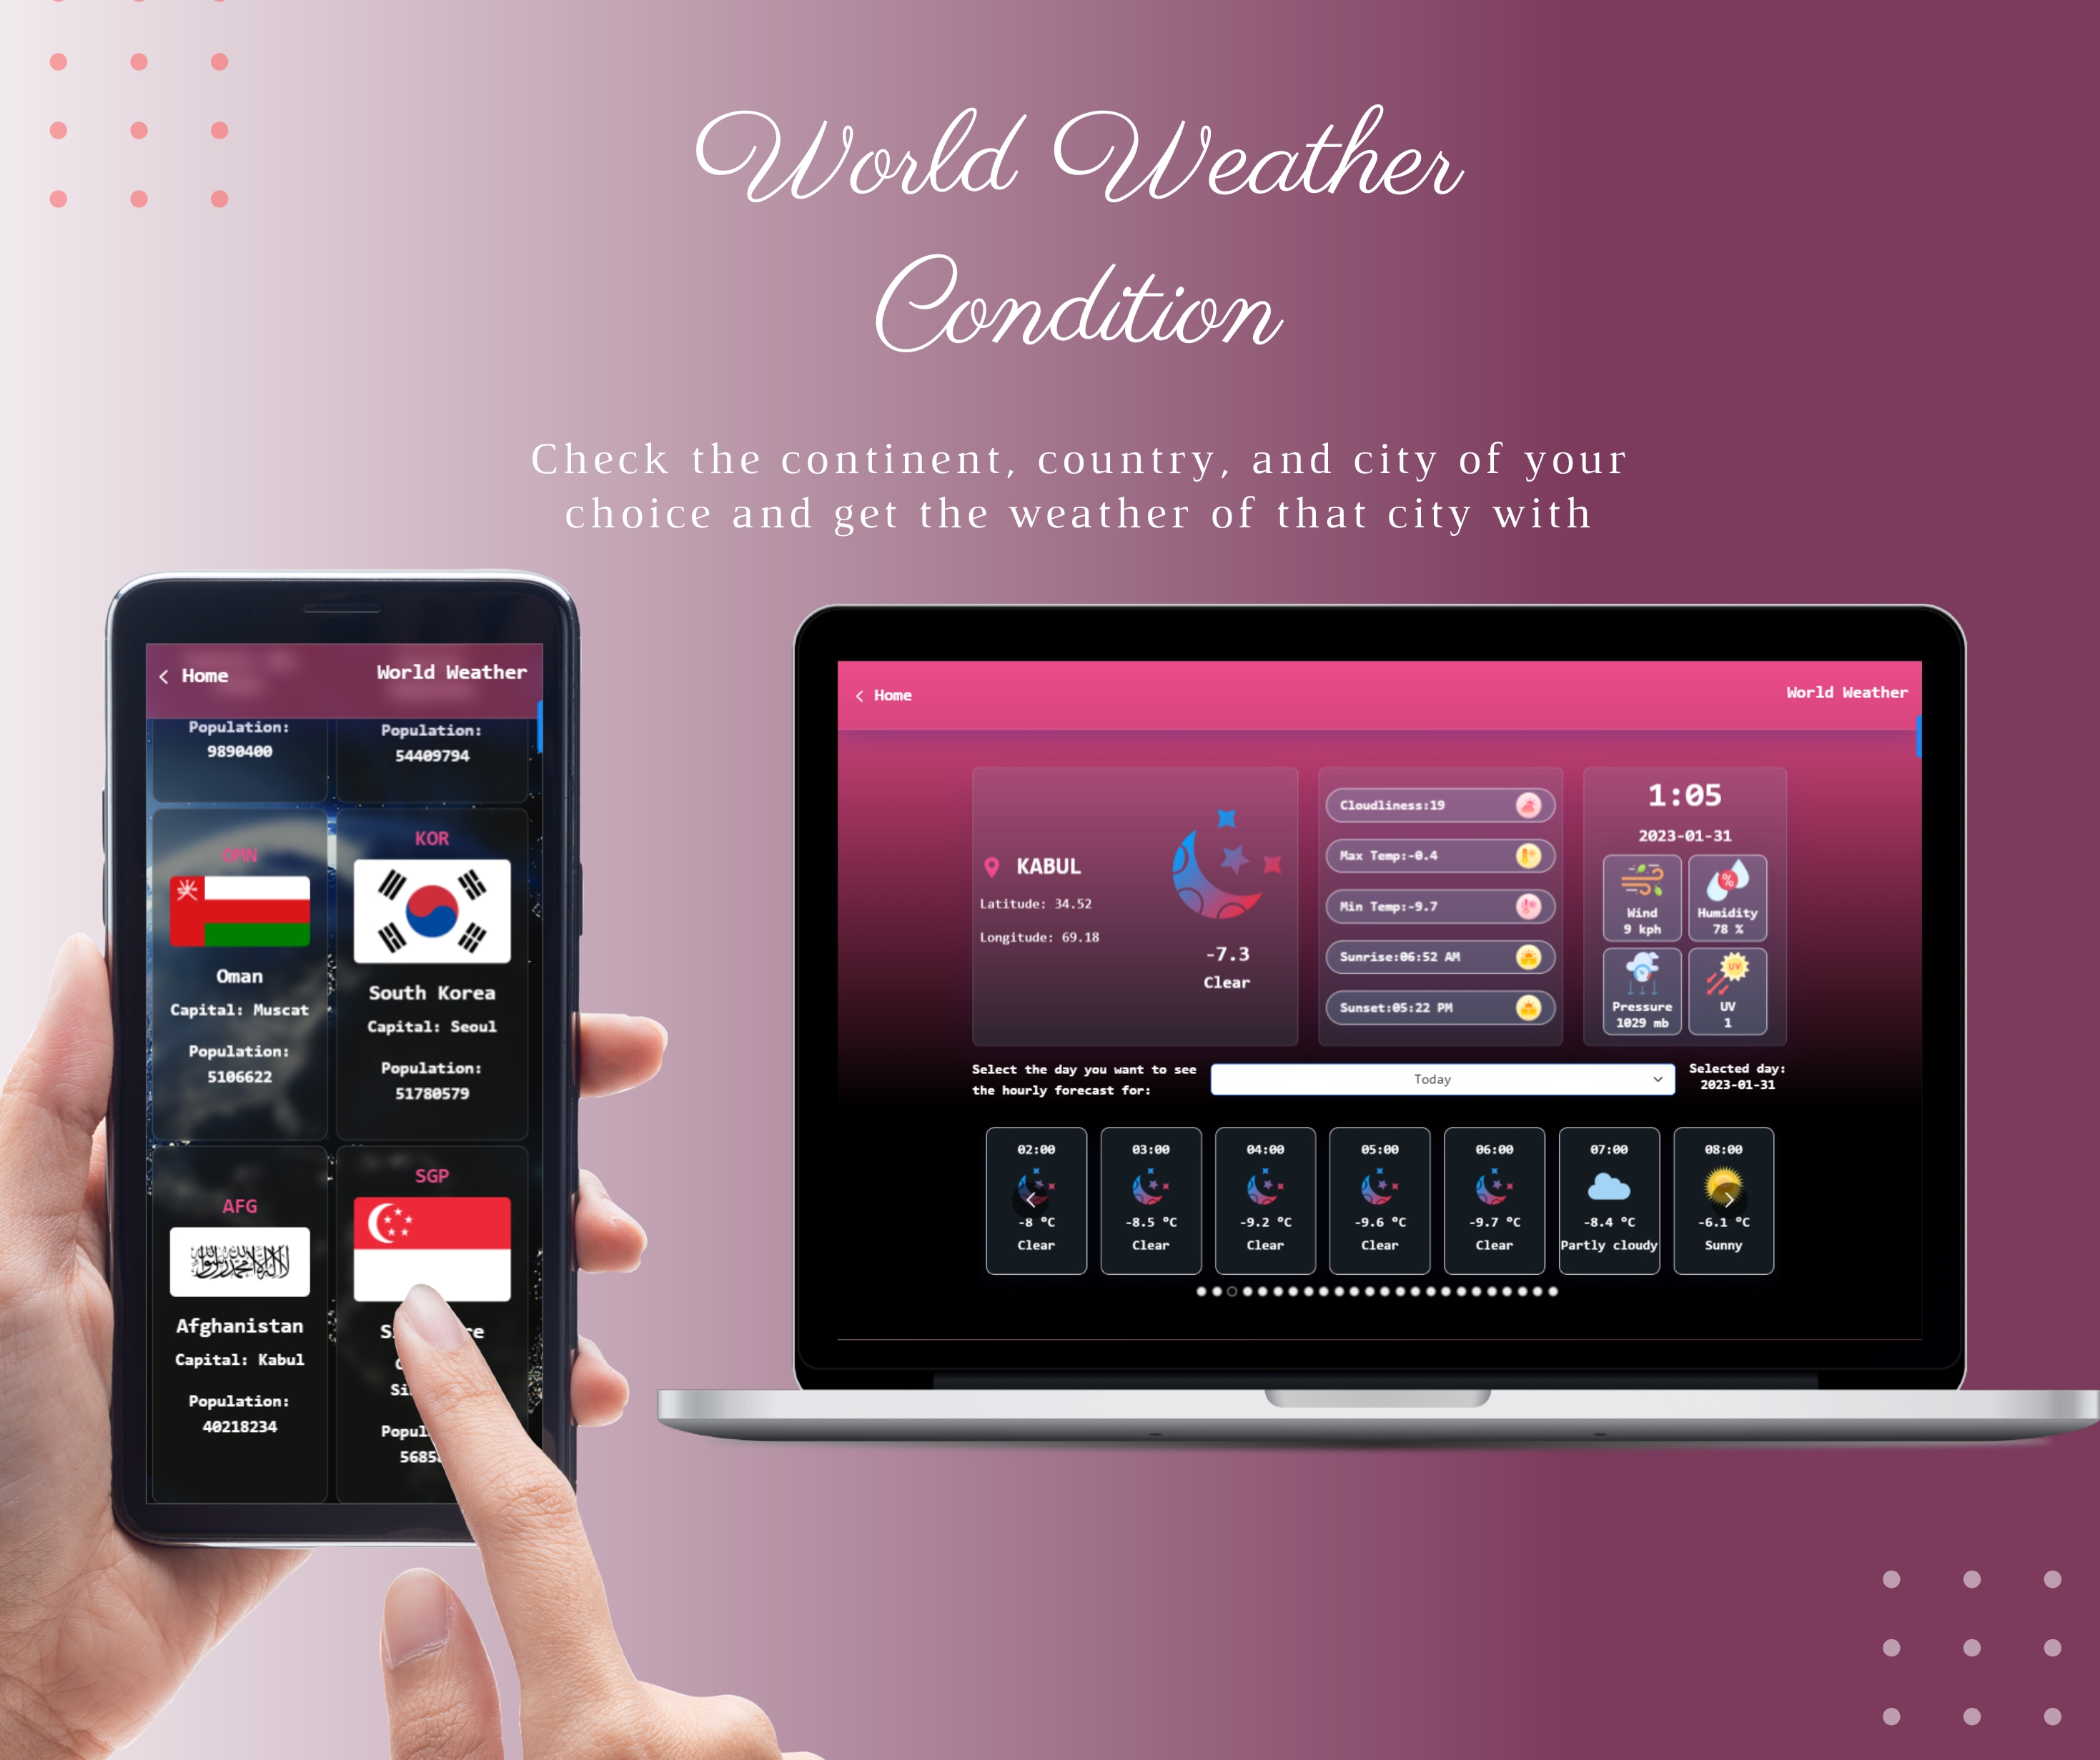 World Weather
Condition
Check the continent, country, and city of your
choice and get the weather of that city with
Home
World Weather
Population:
9890400
Population:
54409794
OMN
Oman
Capital: Muscat
Population:
5106622
KOR
South Korea
Capital: Seoul
Population:
51780579
AFG
Afghanistan
Capital: Kabul
Population:
40218234
SGP
Home
World Weather
KABUL
Latitude: 34.52
Longitude: 69.18
-7.3
Clear
Cloudliness:19
Max Temp:-0.4
Min Temp:-9.7
Sunrise:06:52 AM
Sunset:05:22 PM
1:05
2023-01-31
Wind
9 kph
%
Humidity
78 %
Pressure
1029 mb
UV
UV
1
Select the day you want to see
the hourly forecast for:
Today
Selected day:
2023-01-31
02:00
-8 °C
Clear
03:00
-8.5 °C
Clear
04:00
-9.2 °C
Clear
05:00
-9.6 °C
Clear
06:00
-9.7 °C
Clear
07:00
-8.4 °C
Partly cloudy
08:00
-6.1 °C
Sunny